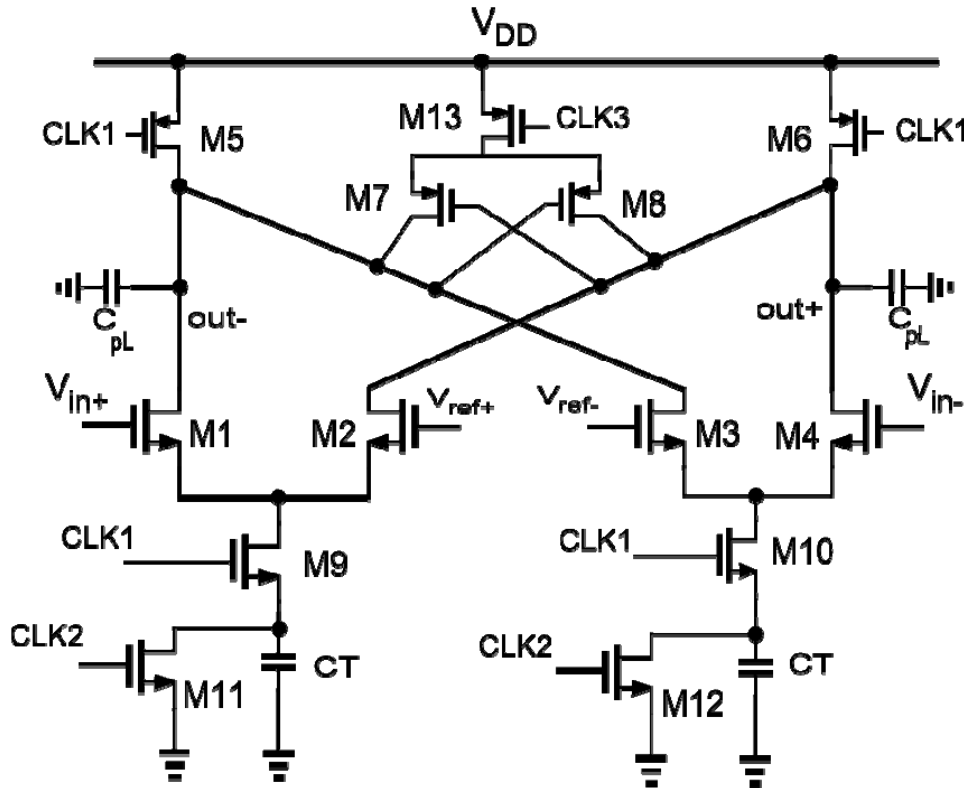 VDD
CLK1 M5 M13 CLK3 M6 CLK1
M7 M8
CpL out- out+ CpL
Vin+ M1 M2 Vref+ Vref- M3 M4 Vin-
CLK1 M9 CLK1 M10
CLK2 M11 CT CLK2 M12 CT